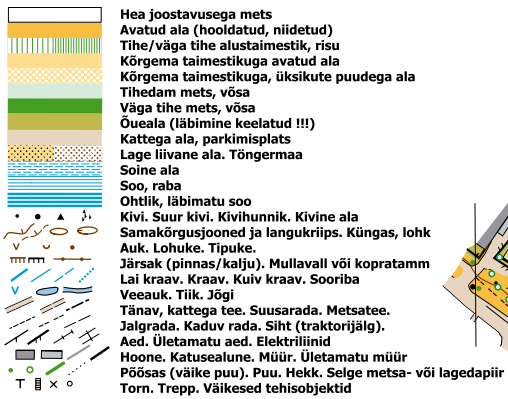 Hea joostavusega mets
Avatud ala (hooldatud, niidetud)
Tihe/väga tihe alustaimestik, risu
Kõrgema taimestikuga avatud ala
Kõrgema taimestikuga, üksikute puudega ala
Tihedam mets, võsa
Väga tihe mets, võsa
Õueala (läbimine keelatud !!!)
Kattega ala, parkimisplats
Lage liivane ala. Töngermaa
Soine ala
Soo, raba
Ohtlik, läbimatu soo
Kivi. Suur kivi. Kivihunnik. Kivine ala
Samakõrgusjooned ja langukriips. Küngas, lohk
Auk. Lohuke. Tipuke.
Järsak (pinnas/kalju). Mullavall või kopratamm
Lai kraav. Kraav. Kuiv kraav. Sooriba
Veeauk. Tiik. Jõgi
Tänav, kattega tee. Suusarada. Metsatee.
Jalgrada. Kaduv rada. Siht (traktorijälg).
Aed. Ületamatu aed. Elektriliinid
Hoone. Katusealune. Müür. Ületamatu müür
Põõsas (väike puu). Puu. Hekk. Selge metsa- või lagedapiir
Torn. Trepp. Väikesed tehisobjektid